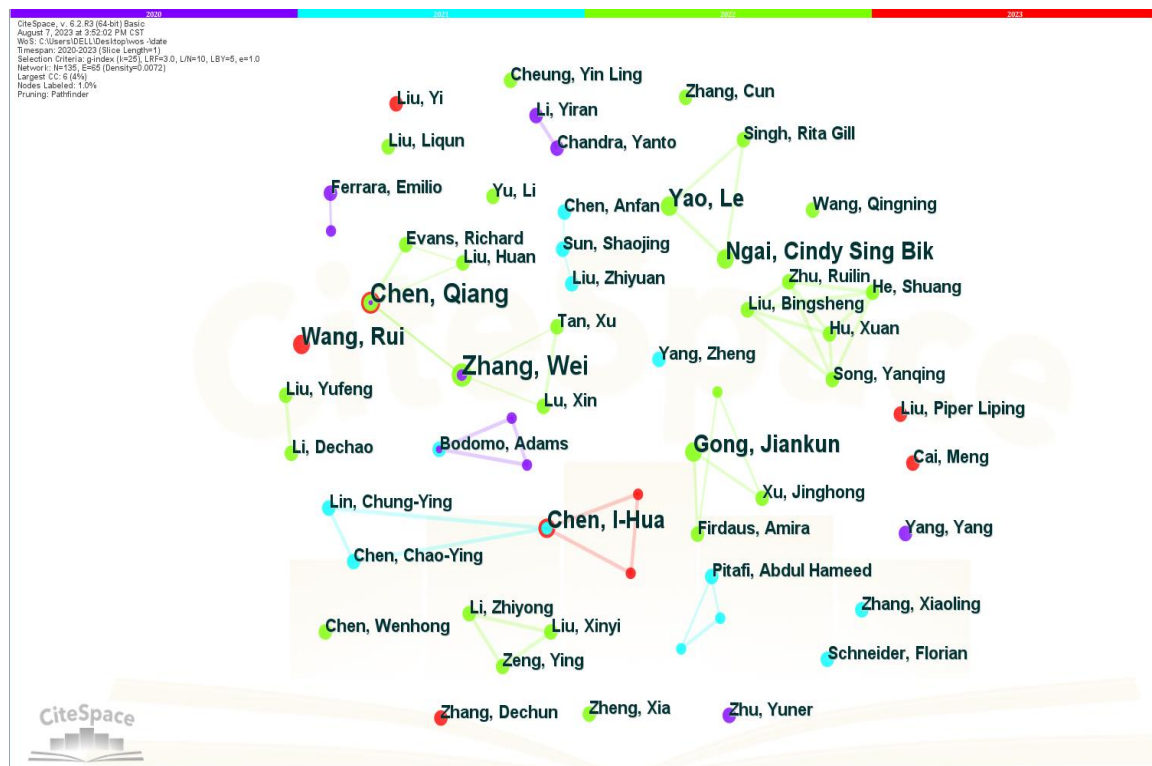 2020 2021 2022 2023
CiteSpace, v. 6.2.R3 (64-bit) Basic
August 7, 2023 at 3:52:02 PM CST
WoS: C:\Users\DELL\Desktop\wos -\date
Timespan: 2020-2023 (Slice Length=1)
Selection Criteria: g-index (k=25), LRF=3.0, L/N=10, LBY=5, e=1.0
Network: N=135, E=65 (Density=0.0072)
Largest CC: 6 (4%)
Nodes Labeled: 1.0%
Pruning: Pathfinder
Cheung, Yin Ling
Zhang, Cun
Liu, Yi
Li, Yiran
Singh, Rita Gill
Liu, Liqun
Chandra, Yanto
Ferrara, Emilio
Yu, Li
Yao, Le
Chen, Anfan
Wang, Qingning
Evans, Richard
Sun, Shaojing
Ngai, Cindy Sing Bik
Liu, Huan
Liu, Zhiyuan
Zhu, Ruilin
He, Shuang
Chen, Qiang
Liu, Bingsheng
Tan, Xu
Hu, Xuan
Wang, Rui
Yang, Zheng
Zhang, Wei
Song, Yanqing
Liu, Yufeng
Lu, Xin
Liu, Piper Liping
Li, Dechao
Bodomo, Adams
Gong, Jiankun
Cai, Meng
Xu, Jinghong
Lin, Chung-Ying
Chen, I-Hua
Firdaus, Amira
Yang, Yang
Chen, Chao-Ying
Pitafi, Abdul Hameed
Li, Zhiyong
Zhang, Xiaoling
Chen, Wenhong
Liu, Xinyi
Zeng, Ying
Schneider, Florian
Zhang, Dechun
Zheng, Xia
Zhu, Yuner
CiteSpace
CiteSpace